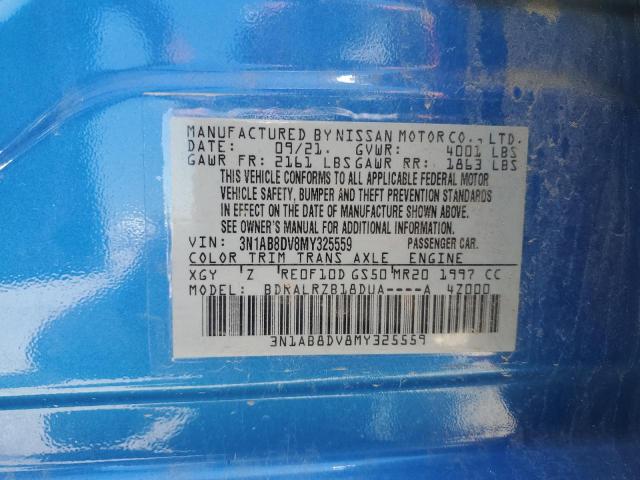 MANUFACTURED BY NISSAN MOTOR CO., LTD.
DATE: 09/21. GVWR: 4001 LBS
GAWR FR: 2161 LBS GAWR RR: 1863 LBS
THIS VEHICLE CONFORMS TO ALL APPLICABLE FEDERAL MOTOR
VEHICLE SAFETY, BUMPER AND THEFT PREVENTION STANDARDS
IN EFFECT ON THE DATE OF MANUFACTURE SHOWN ABOVE.
SEE OWNER'S MANUAL FOR ADDITIONAL INFORMATION.
VIN: 3N1AB8DV8MY325559 PASSENGER CAR.
COLOR TRIM TRANS AXLE ENGINE
XGY 'Z RE0F10D GS50 MR20 1997 CC
MODEL: BDRALRZB18DUA----A 4Z000
3N1AB8DV8MY325559